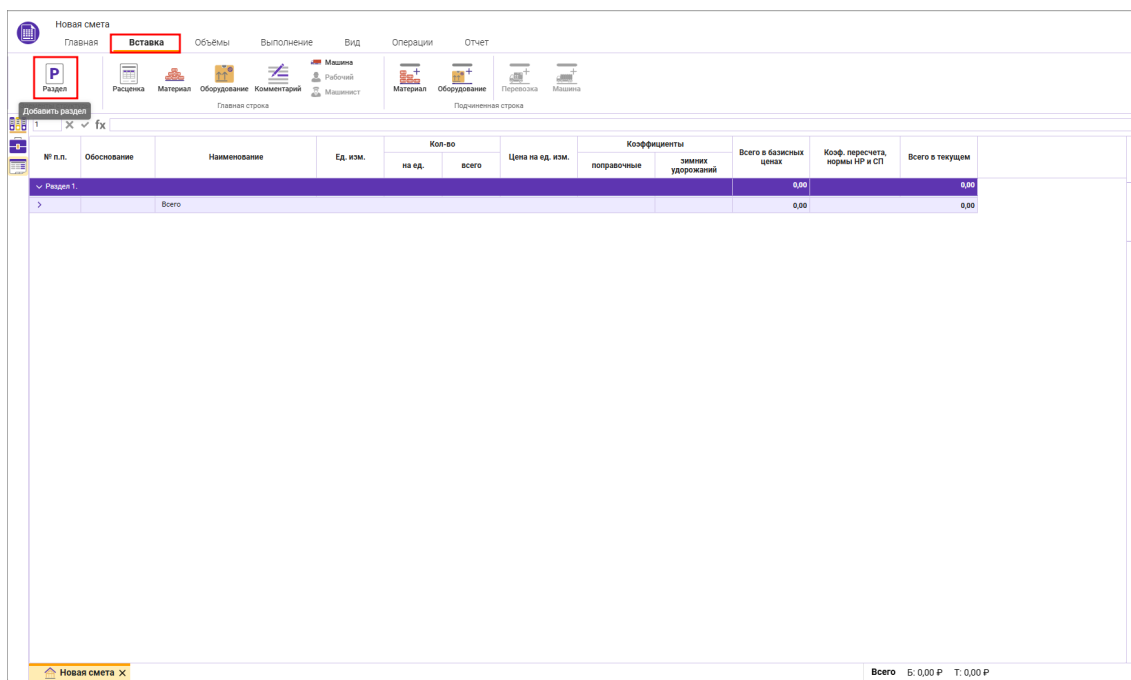 Новая смета
Главная Вставка Объёмы Выполнение Вид Операции Отчет
Р
Раздел Расценка Материал Оборудование Комментарий Машина Рабочий Машинист Материал Оборудование Перевозка Машина
Главная строка Подчиненная строка
Добавить раздел
1 fx
№ п.п. Обоснование Наименование Ед. изм. Кол-во Цена на ед. изм. Коэффициенты Всего в базисных ценах Коэф. пересчета, нормы НР и СП Всего в текущем
на ед. всего поправочные зимних удорожаний
Раздел 1. 0,00 0,00
Всего 0,00 0,00
Новая смета X Всего Б: 0,00 ₽ Т: 0,00 ₽